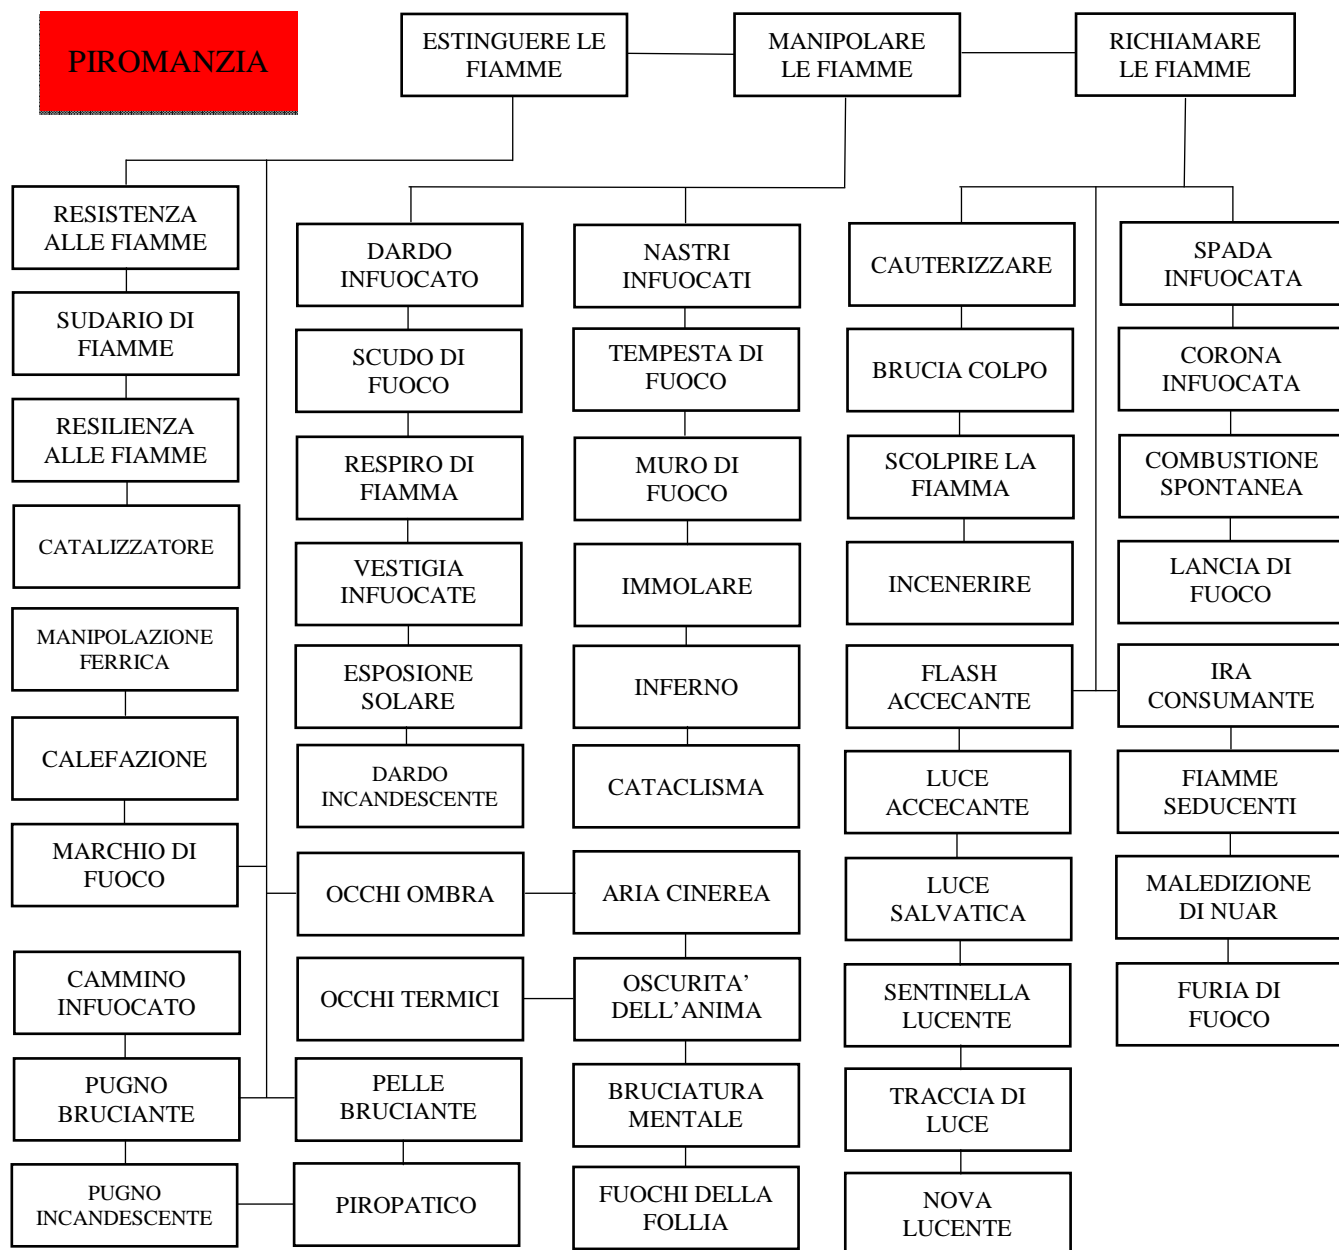 PIROMANZIA
ESTINGUERE LE
FIAMME
MANIPOLARE
LE FIAMME
RICHIAMARE
LE FIAMME
RESISTENZA
ALLE FIAMME
SUDARIO DI
FIAMME
RESILIENZA
ALLE FIAMME
CATALIZZATORE
MANIPOLAZIONE
FERRICA
CALEFAZIONE
MARCHIO DI
FUOCO
CAMMINO
INFUOCATO
PUGNO
BRUCIANTE
PUGNO
INCANDESCENTE
DARDO
INFUOCATO
SCUDO DI
FUOCO
RESPIRO DI
FIAMMA
VESTIGIA
INFUOCATE
ESPOSIONE
SOLARE
DARDO
INCANDESCENTE
OCCHI OMBRA
OCCHI TERMICI
PELLE
BRUCIANTE
PIROPATICO
NASTRI
INFUOCATI
TEMPESTA DI
FUOCO
MURO DI
FUOCO
IMMOLARE
INFERNO
CATACLISMA
ARIA CINEREA
OSCURITA'
DELL'ANIMA
BRUCIATURA
MENTALE
FUOCHI DELLA
FOLLIA
CAUTERIZZARE
BRUCIA COLPO
SCOLPIRE LA
FIAMMA
INCENERIRE
FLASH
ACCECANTE
LUCE
ACCECANTE
LUCE
SALVATICA
SENTINELLA
LUCENTE
TRACCIA DI
LUCE
NOVA
LUCENTE
SPADA
INFUOCATA
CORONA
INFUOCATA
COMBUSTIONE
SPONTANEA
LANCIA DI
FUOCO
IRA
CONSUMANTE
FIAMME
SEDUCENTI
MALEDIZIONE
DI NUAR
FURIA DI
FUOCO